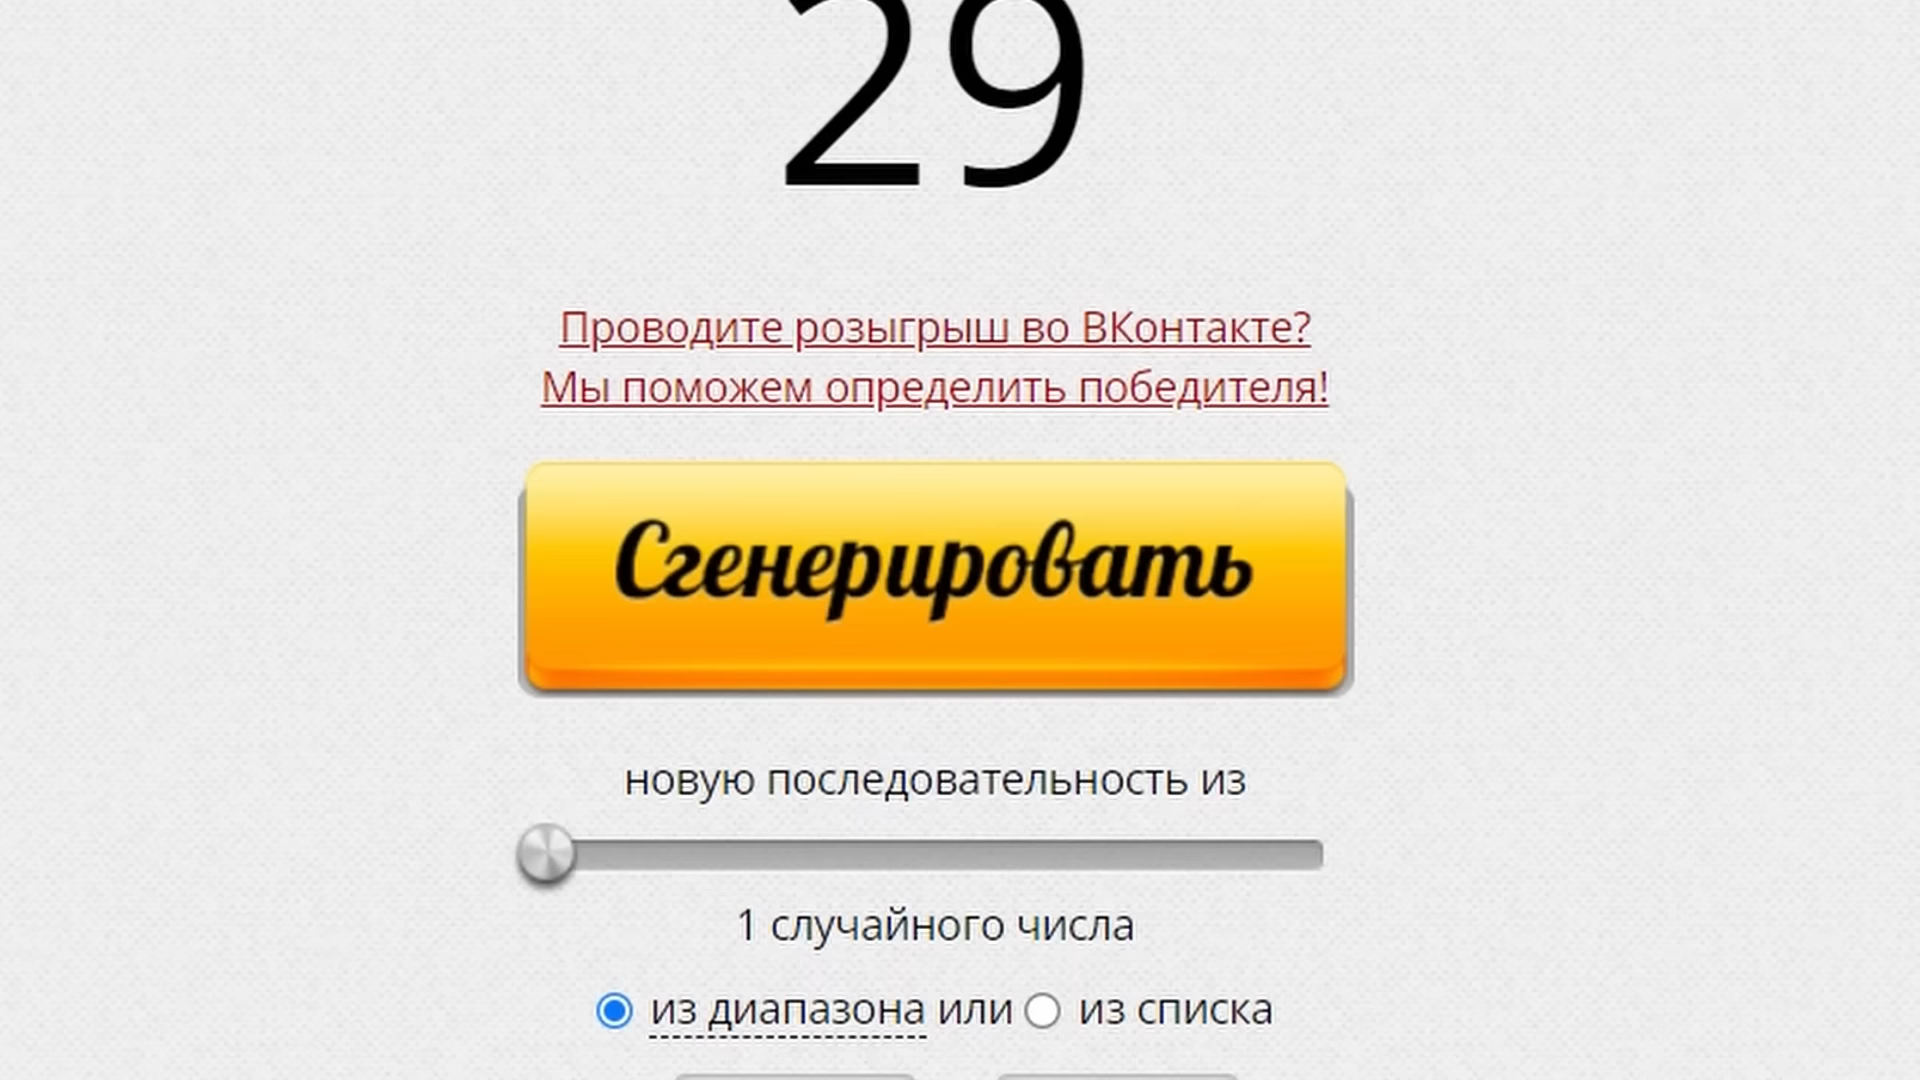 29
Проводите розыгрыш во ВКонтакте?
Мы поможем определить победителя!
Сгенерировать
новую последовательность из
1 случайного числа
из диапазона или из списка